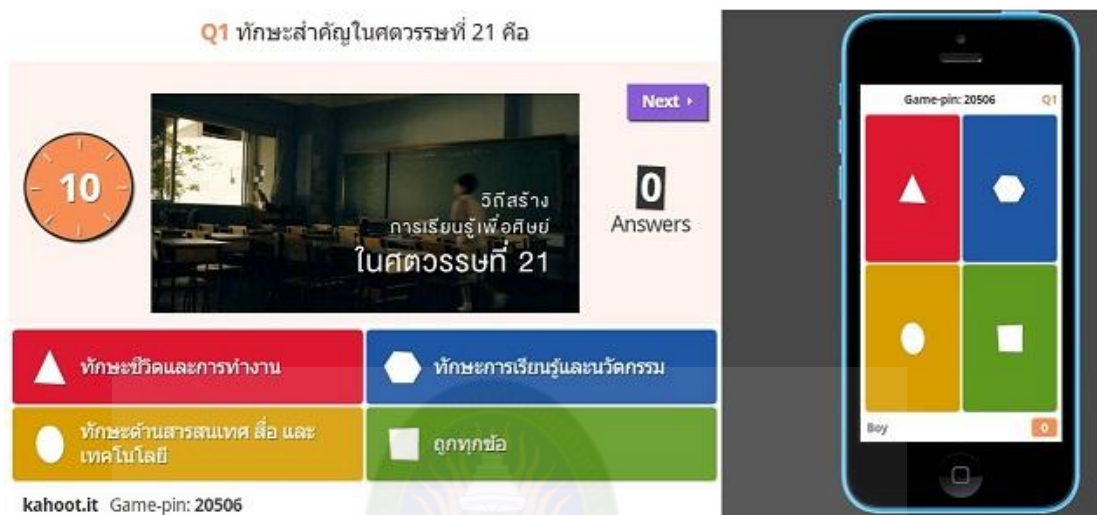 Q1 ทักษะสำคัญในศตวรรษที่ 21 คือ
10
วิถีสร้าง
การเรียนรู้เพื่อศิษย์
ในศตวรรษที่ 21
Next
0
Answers
ทักษะชีวิตและการทำงาน
ทักษะการเรียนรู้และนวัตกรรม
ทักษะด้านสารสนเทศ สื่อ และ
เทคโนโลยี
ถูกทุกข้อ
kahoot.it Game-pin: 20506
Game-pin: 20506 Q1
Boy 0